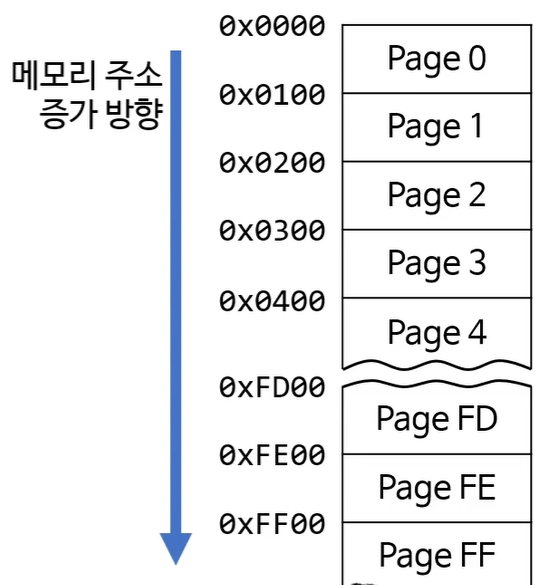 메모리 주소
증가 방향
0x0000
Page 0
0x0100
Page 1
0x0200
Page 2
0x0300
Page 3
0x0400
Page 4
0xFD00
Page FD
0xFE00
Page FE
0xFF00
Page FF